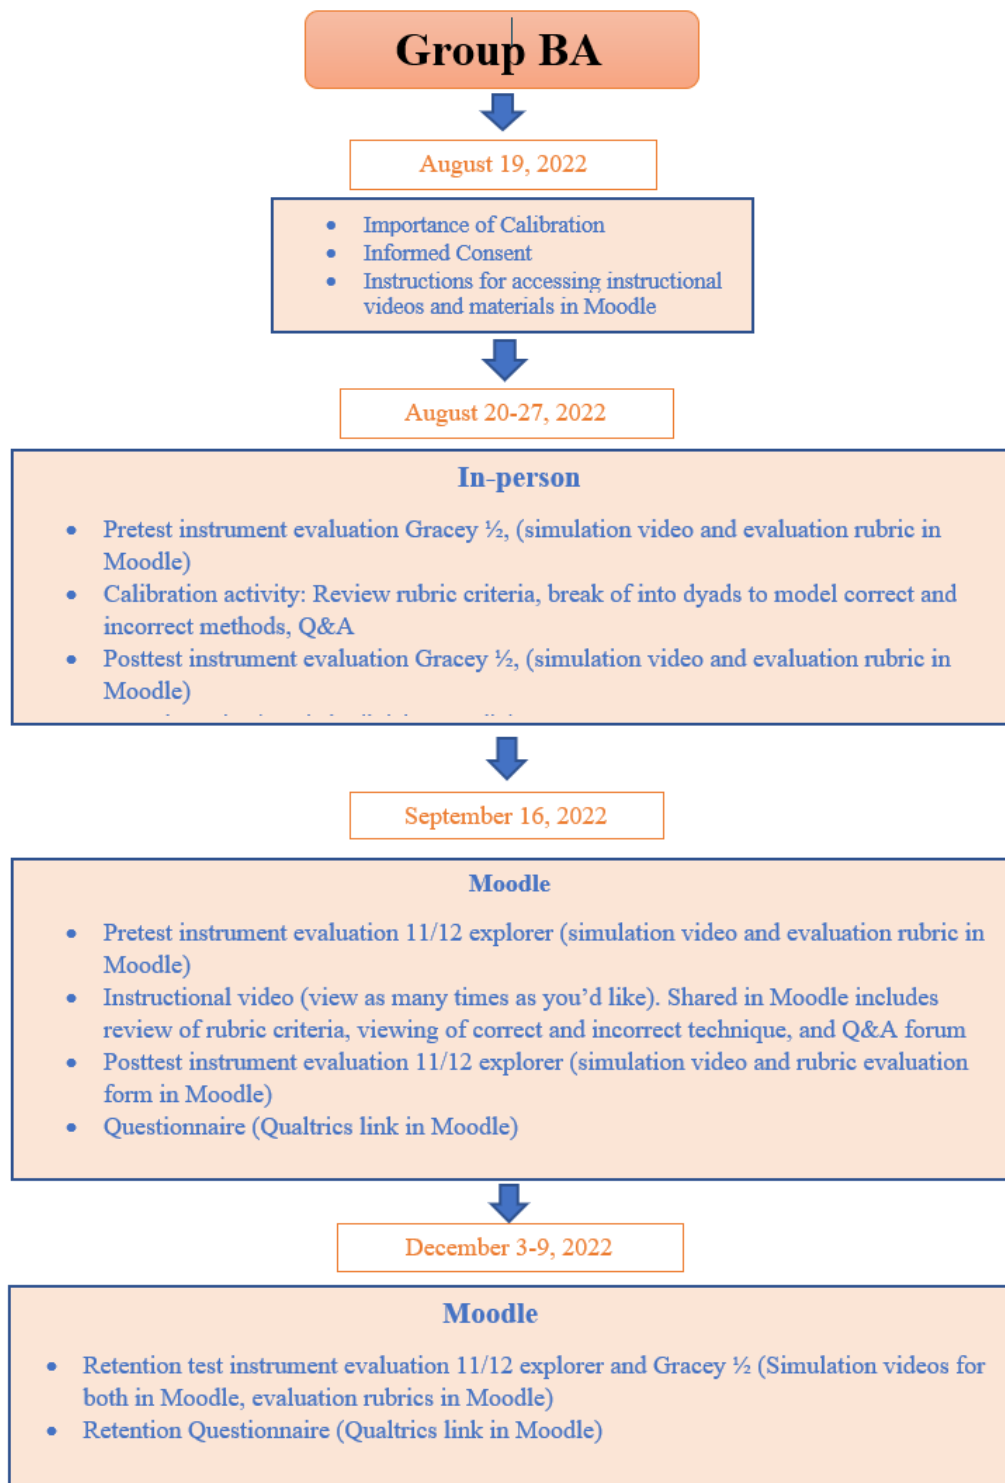 Group BA
August 19, 2022
• Importance of Calibration
• Informed Consent
• Instructions for accessing instructional
videos and materials in Moodle
August 20-27, 2022
In-person
• Pretest instrument evaluation Gracey ½, (simulation video and evaluation rubric in
Moodle)
• Calibration activity: Review rubric criteria, break of into dyads to model correct and
incorrect methods, Q&A
• Posttest instrument evaluation Gracey ½, (simulation video and evaluation rubric in
Moodle)
September 16, 2022
Moodle
• Pretest instrument evaluation 11/12 explorer (simulation video and evaluation rubric in
Moodle)
• Instructional video (view as many times as you’d like). Shared in Moodle includes
review of rubric criteria, viewing of correct and incorrect technique, and Q&A forum
• Posttest instrument evaluation 11/12 explorer (simulation video and rubric evaluation
form in Moodle)
• Questionnaire (Qualtrics link in Moodle)
December 3-9, 2022
Moodle
• Retention test instrument evaluation 11/12 explorer and Gracey ½ (Simulation videos for
both in Moodle, evaluation rubrics in Moodle)
• Retention Questionnaire (Qualtrics link in Moodle)